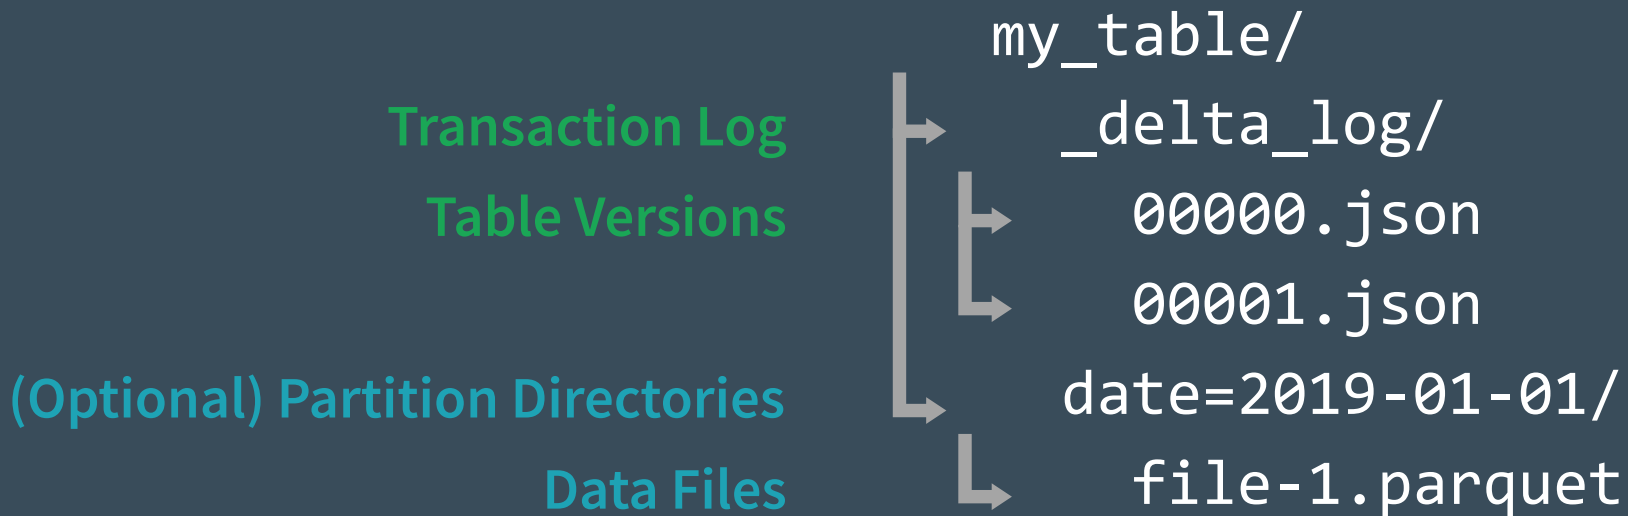 my_table/
Transaction Log _delta_log/
Table Versions 00000.json
00001.json
(Optional) Partition Directories date=2019-01-01/
Data Files file-1.parquet